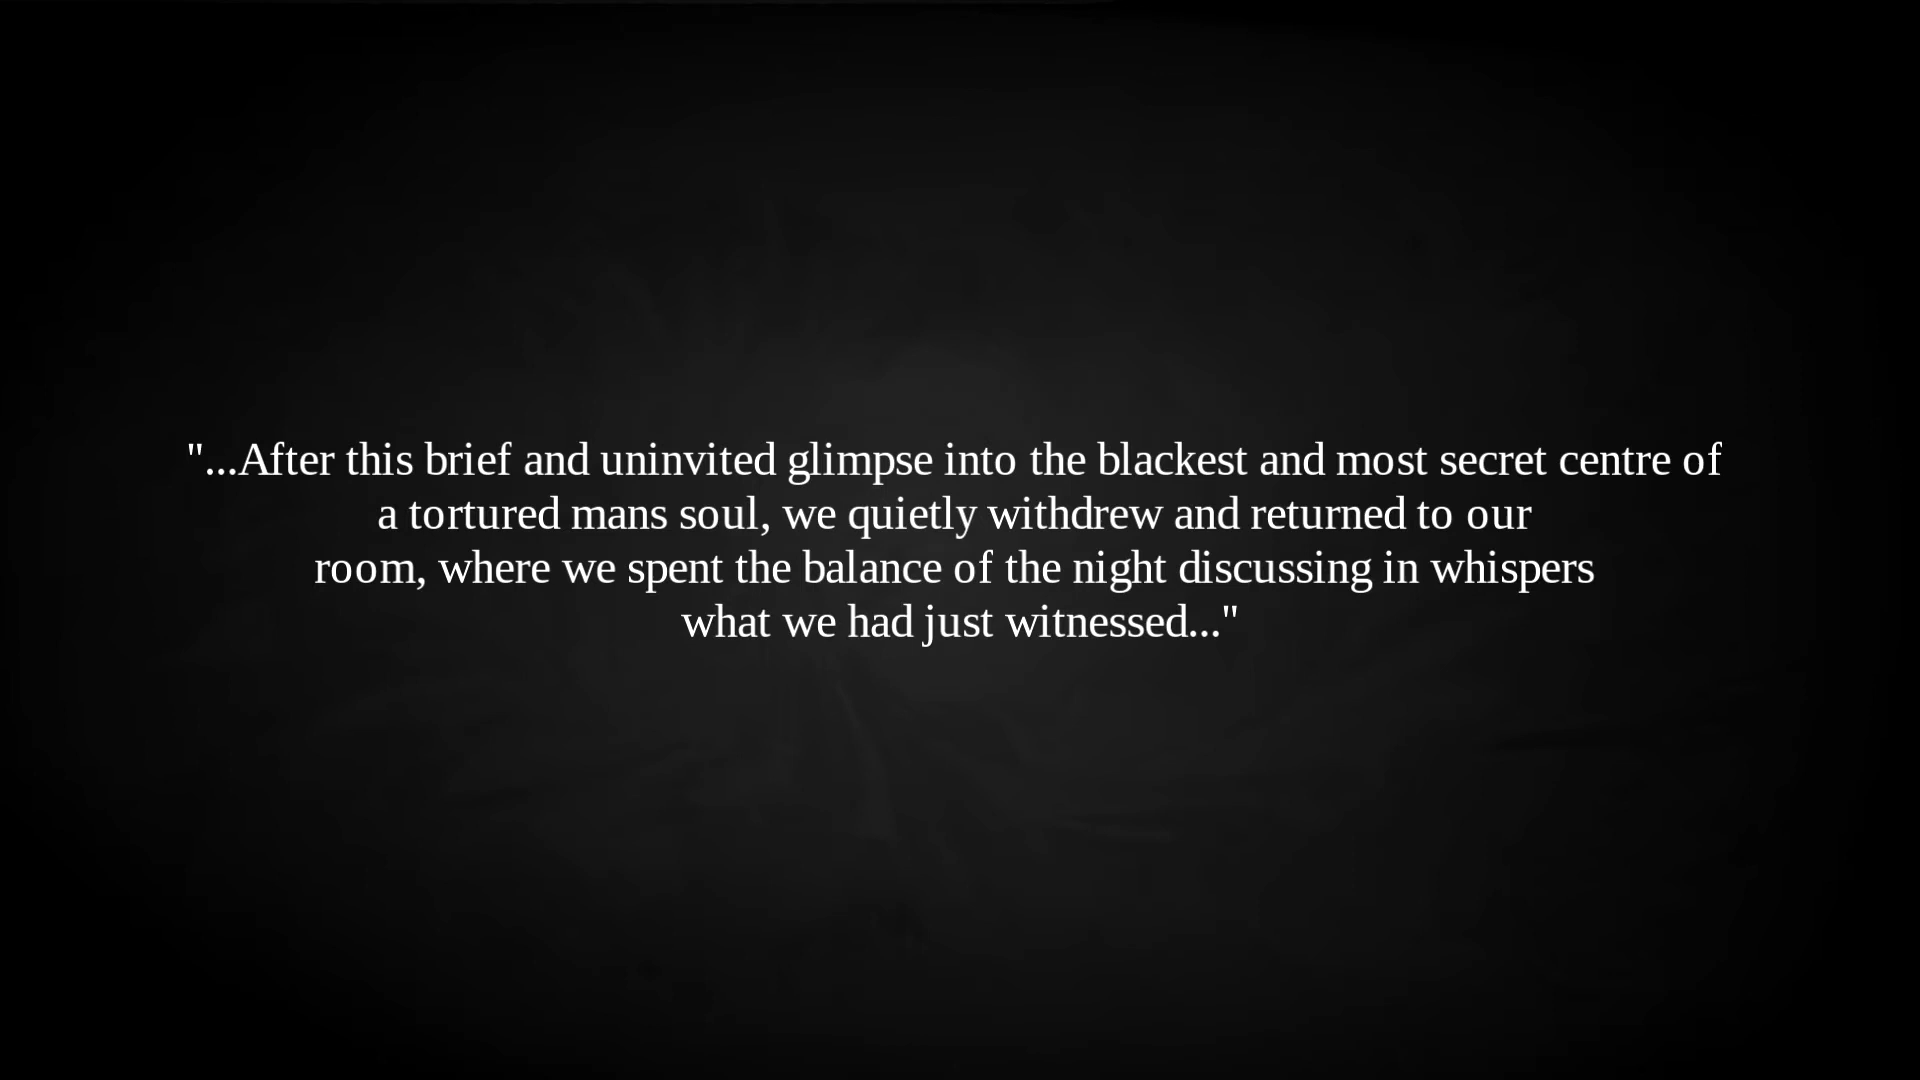 "...After this brief and uninvited glimpse into the blackest and most secret centre of
a tortured mans soul, we quietly withdrew and returned to our
room, where we spent the balance of the night discussing in whispers
what we had just witnessed..."